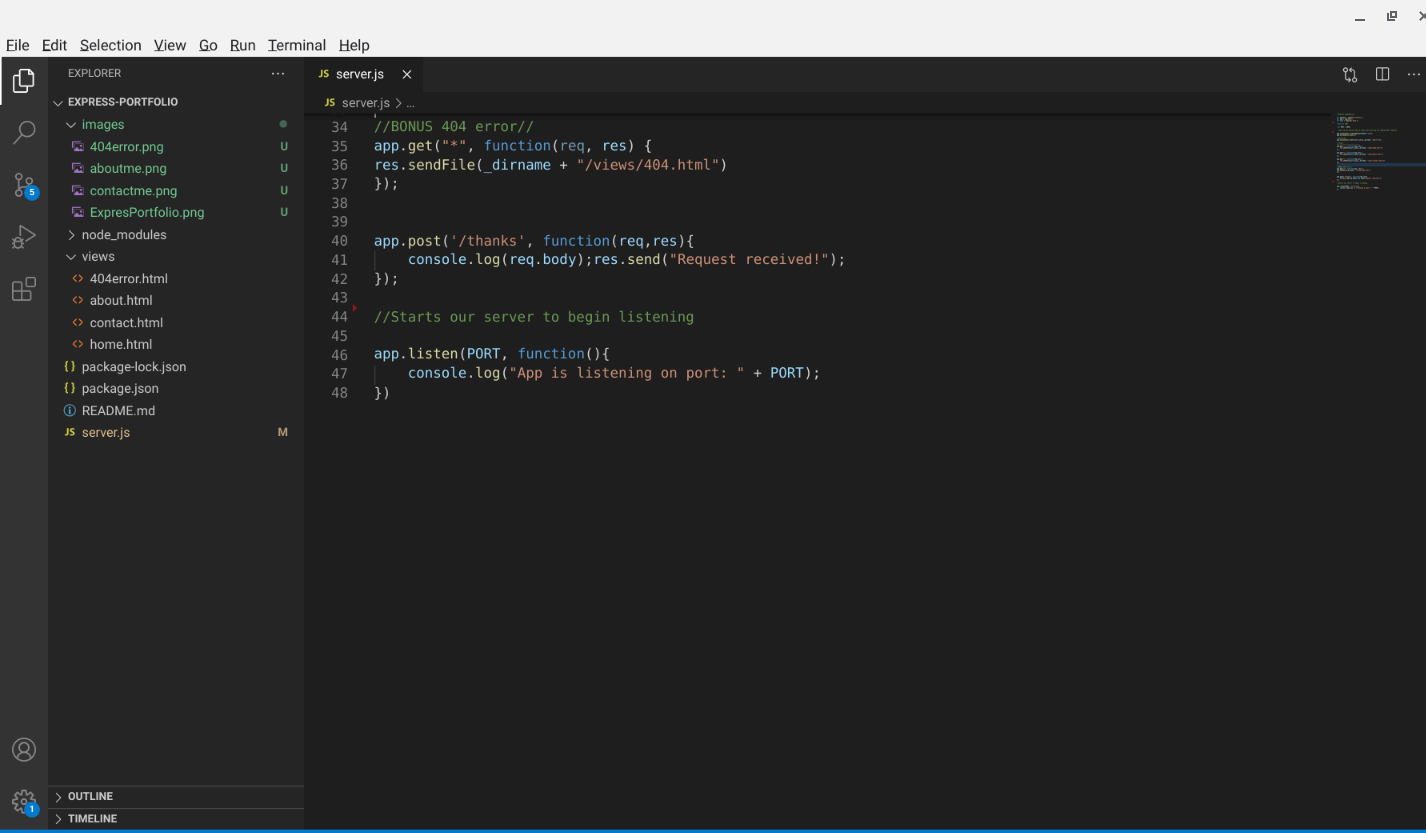 File Edit Selection View Go Run Terminal Help
EXPLORER
EXPRESS-PORTFOLIO
images
404error.png U
aboutme.png U
contactme.png U
ExpresPortfolio.png U
node_modules
views
404error.html
about.html
contact.html
home.html
package-lock.json
package.json
README.md
JS server.js M
OUTLINE
TIMELINE
5
1
JS server.js
JS server.js > ...
34 //BONUS 404 error//
35 app.get("*", function(req, res) {
36 res.sendFile(_dirname + "/views/404.html")
37 });
38
39
40 app.post('/thanks', function(req,res){
41 console.log(req.body);res.send("Request received!");
42 });
43
44 //Starts our server to begin listening
45
46 app.listen(PORT, function(){
47 console.log("App is listening on port: " + PORT);
48 })